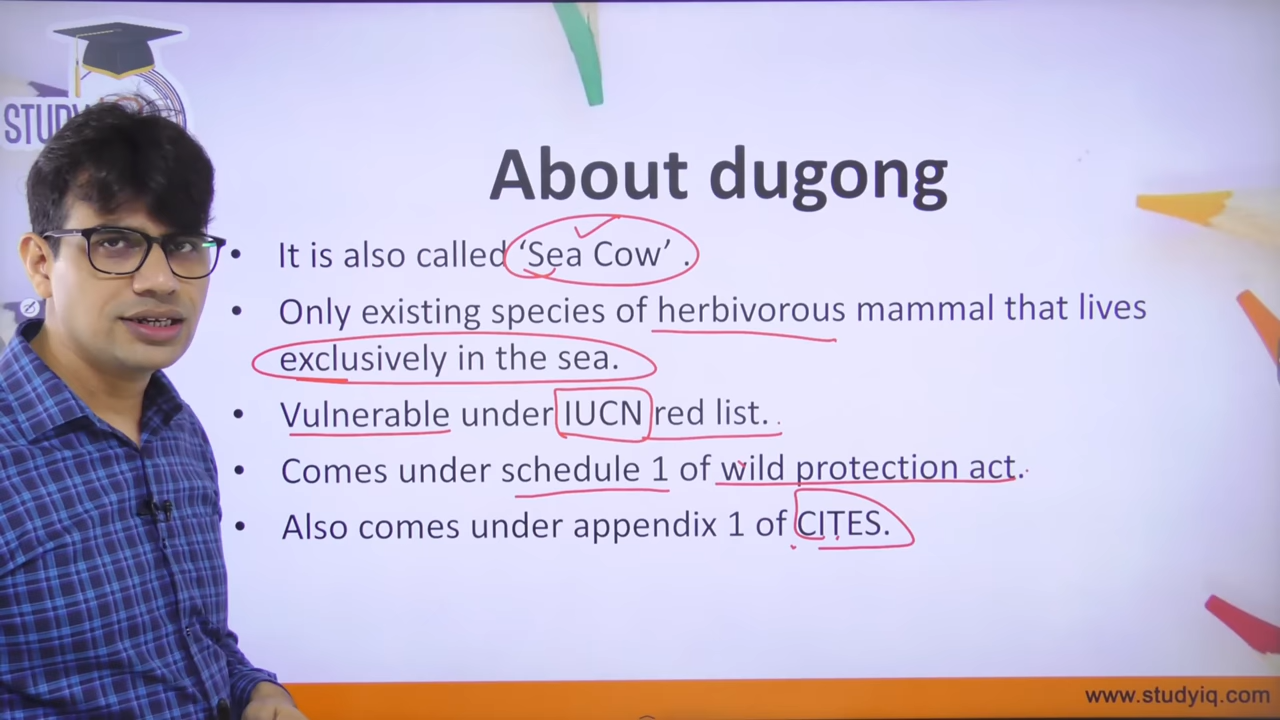 STUDY
About dugong
• It is also called 'Sea Cow' .
• Only existing species of herbivorous mammal that lives
exclusively in the sea.
• Vulnerable under IUCN red list.
• Comes under schedule 1 of wild protection act.
• Also comes under appendix 1 of CITES.
www.studyiq.com